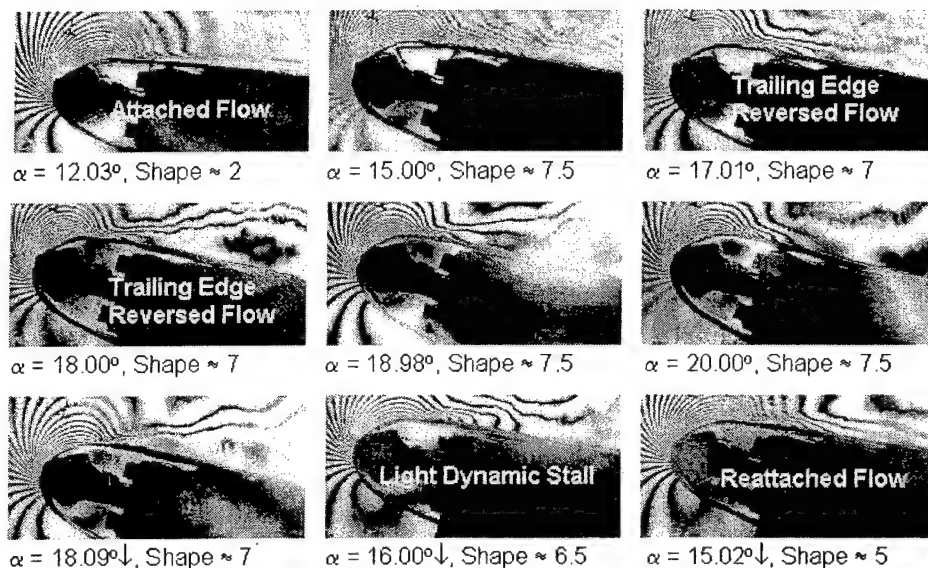 Attached Flow
Trailing Edge
Reversed Flow
α = 12.03º, Shape ≈ 2
α = 15.00º, Shape ≈ 7.5
α = 17.01º, Shape ≈ 7
Trailing Edge
Reversed Flow
α = 18.00º, Shape ≈ 7
α = 18.98º, Shape ≈ 7.5
α = 20.00º, Shape ≈ 7.5
Light Dynamic Stall
Reattached Flow
α = 18.09º↓, Shape ≈ 7
α = 16.00º↓, Shape ≈ 6.5
α = 15.02º↓, Shape ≈ 5